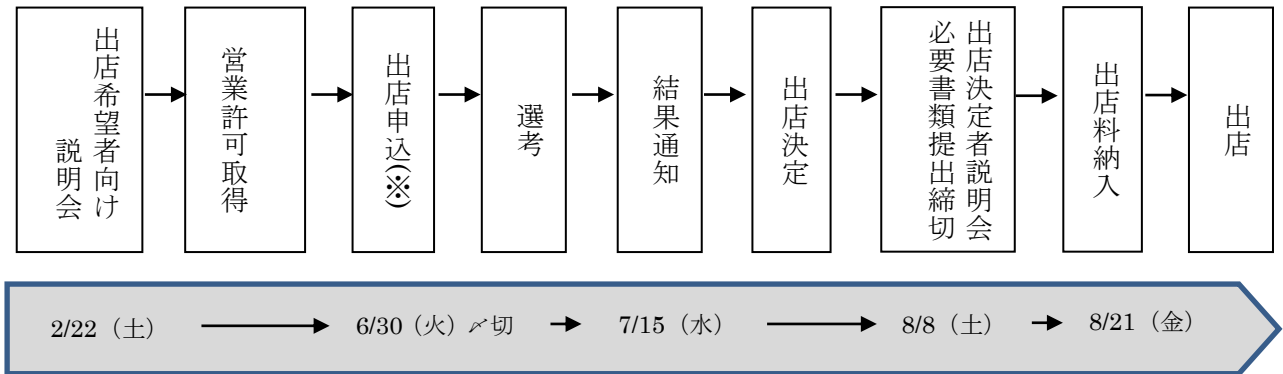 出店希望者向け
説明会
営業許可取得
出店申込(※)
選考
結果通知
出店決定
出店決定者説明会
必要書類提出締切
出店料納入
出店
2/22（土）
6/30（火）〆切
7/15（水）
8/8（土）
8/21（金）